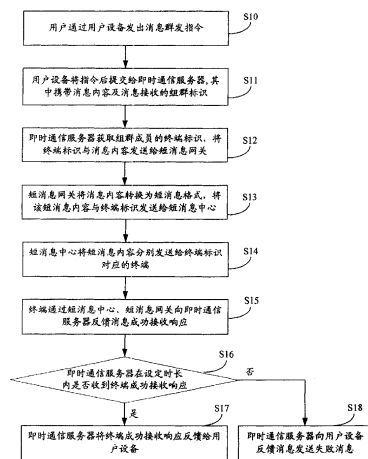 S10
用户通过用户设备发出消息群发指令
S11
用户设备将指令后提交给即时通信服务器,其
中携带消息内容及消息接收的组群标识
S12
即时通信服务器获取组群成员的终端标识,将
终端标识与消息内容发送给短消息网关
S13
短消息网关将消息内容转换为短消息格式,将
该短消息内容与终端标识发送给短消息中心
S14
短消息中心将短消息内容分别发送给终端标识
对应的终端
S15
终端通过短消息中心、短消息网关向即时通信
服务器反馈消息成功接收响应
S16
即时通信服务器在设定时长
内是否收到终端成功接收响应
否
是
S17
即时通信服务器将终端成功接收响应反馈给用
户设备
S18
即时通信服务器向用户设备
反馈消息发送失败消息